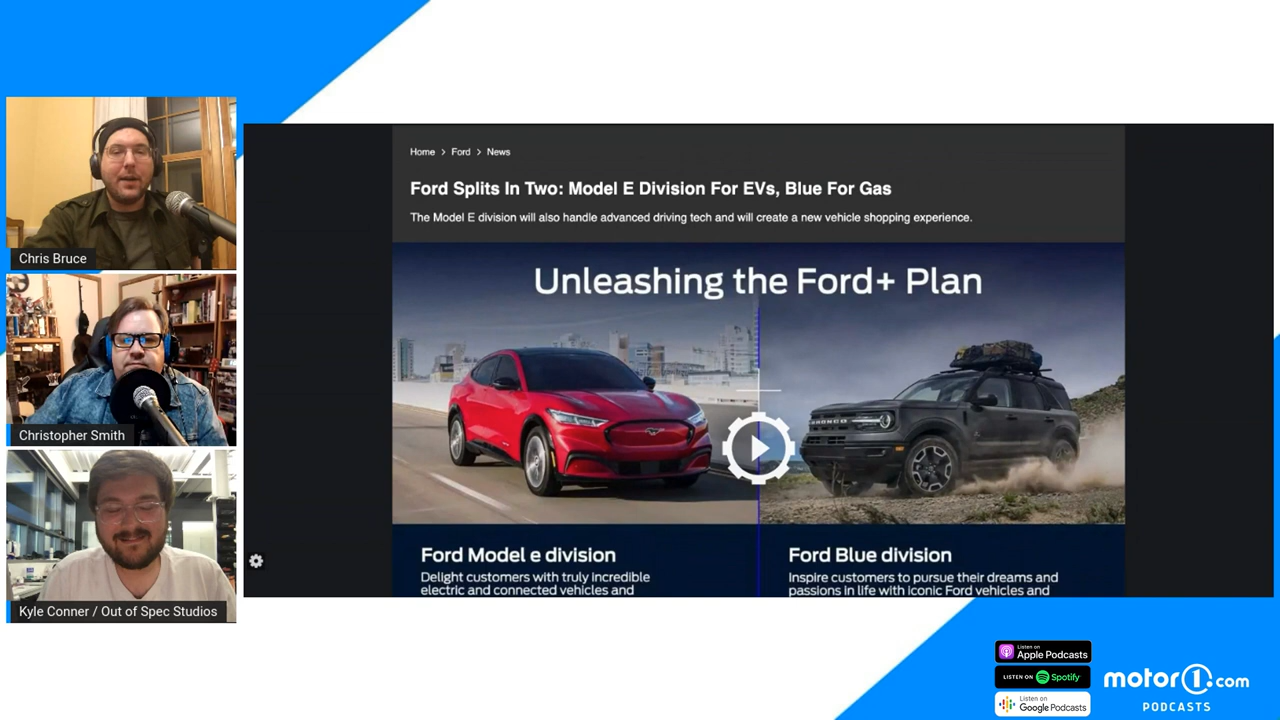 Chris Bruce
Christopher Smith
Kyle Conner / Out of Spec Studios
Home > Ford > News
Ford Splits In Two: Model E Division For EVs, Blue For Gas
The Model E division will also handle advanced driving tech and will create a new vehicle shopping experience.
Unleashing the Ford+ Plan
BRONCO
Ford Model e division
Delight customers with truly incredible
electric and connected vehicles and
Ford Blue division
Inspire customers to pursue their dreams and
passions in life with iconic Ford vehicles and
Listen on
Apple Podcasts
LISTEN ON Spotify
Listen on
Google Podcasts
motor1.com
PODCASTS